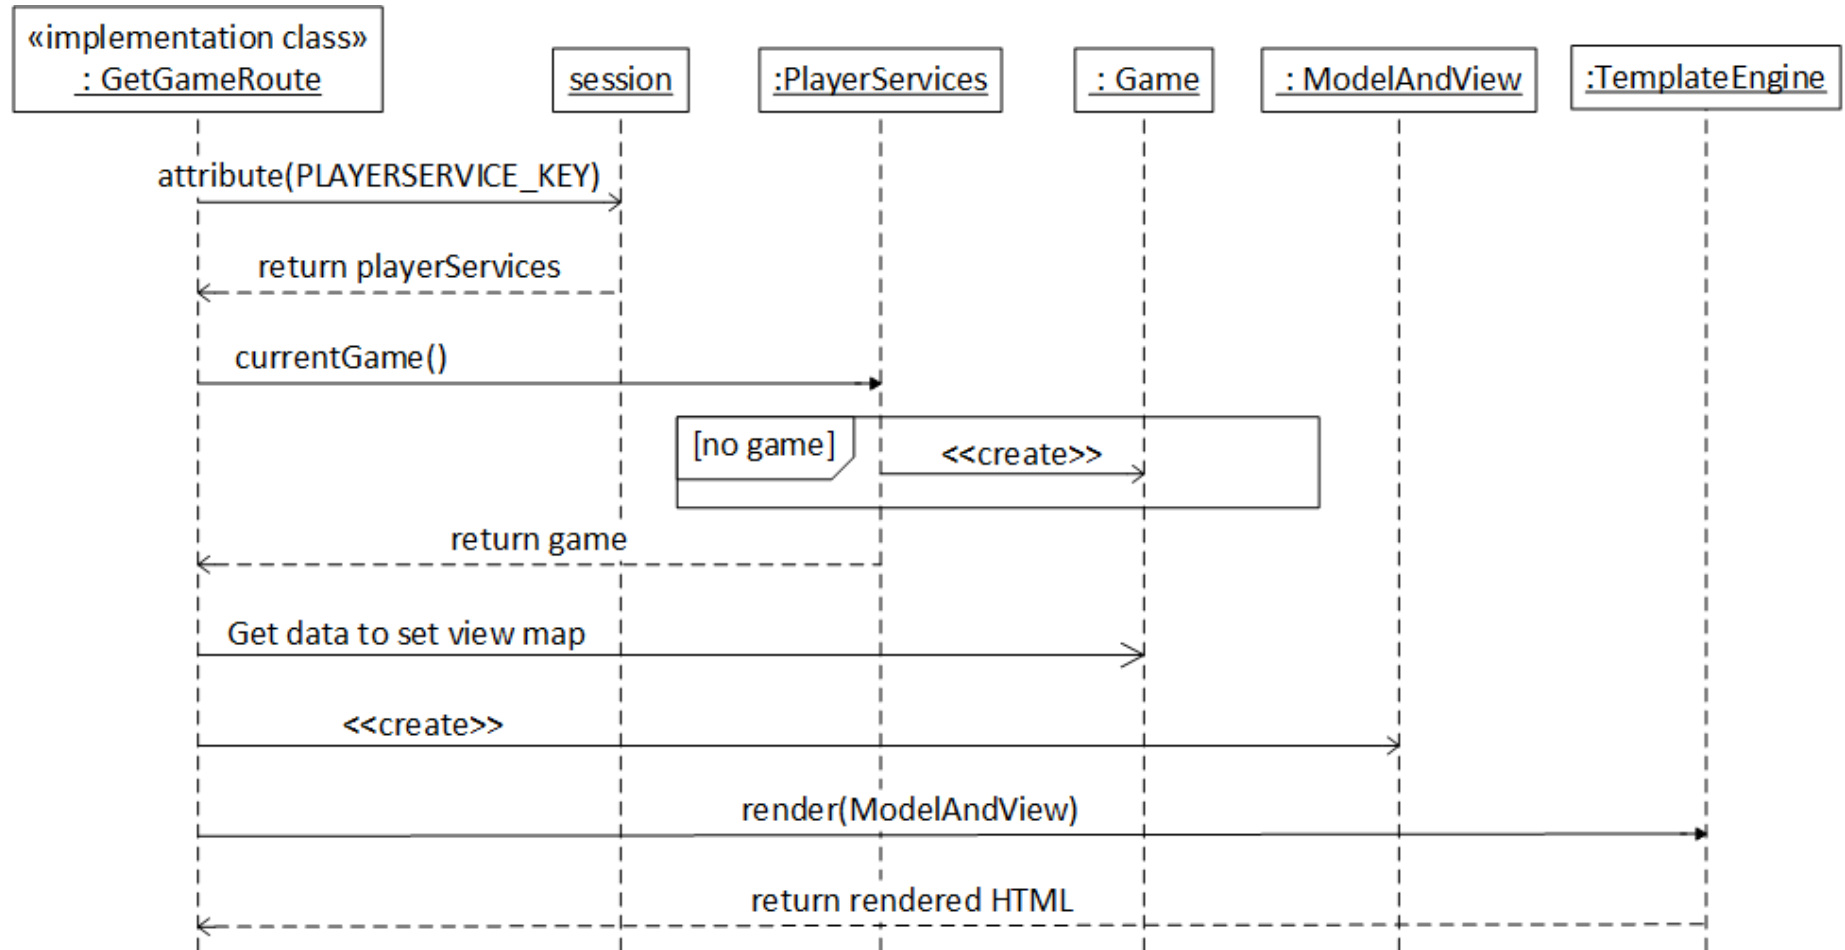 «implementation class»
: GetGameRoute
session
:PlayerServices
: Game
: ModelAndView
:TemplateEngine
attribute(PLAYERSERVICE_KEY)
return playerServices
currentGame()
[no game]
<<create>>
return game
Get data to set view map
<<create>>
render(ModelAndView)
return rendered HTML